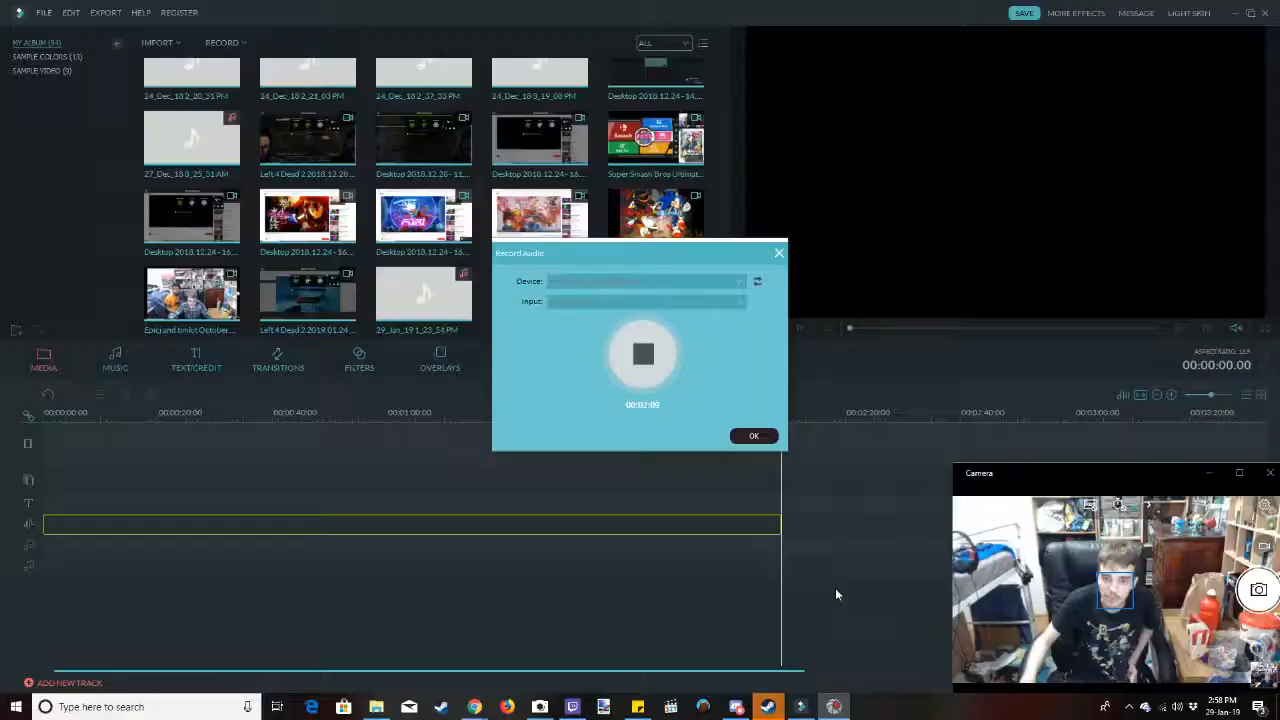 FILE EDIT EXPORT HELP REGISTER
SAVE MORE EFFECTS MESSAGE LIGHT SKIN
MY ALBUM (84)
SAMPLE COLORS (13)
SAMPLE VIDEO (9)
IMPORT RECORD ALL
24_Dec_18 2_20_51 PM 24_Dec_18 2_21_03 PM 24_Dec_18 2_37_33 PM 24_Dec_18 3_19_08 PM Desktop 2018.12.24 - 14....
Smash
27_Dec_18 8_25_31 AM Left 4 Dead 2 2018.12.28 ... Desktop 2018.12.28 - 11.... Desktop 2018.12.24 - 16.... Super Smash Bros Ultimat...
Desktop 2018.12.24 - 16.... Desktop 2018.12.24 - 16.... Desktop 2018.12.24 - 16....
Epicj and timkit October... Left 4 Dead 2 2019.01.24 ... 29_Jan_19 1_23_54 PM
Record Audio
Device:
Input:
00:02:09
OK
MEDIA MUSIC TEXT/CREDIT TRANSITIONS FILTERS OVERLAYS
ASPECT RATIO: 16:9
00:00:00.00
00:00:00:00 00:00:20:00 00:00:40:00 00:01:00:00 00:02:20:00 00:02:40:00 00:03:00:00 00:03:20:00
Camera
ADD NEW TRACK
Type here to search
2:58 PM
29-Jan-19